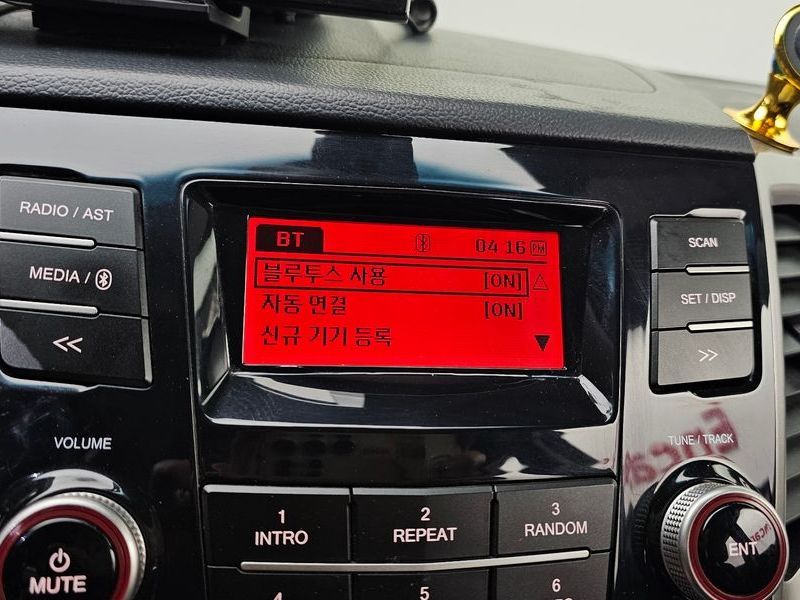 BT 04:16 PM
블루투스 사용 [ON]
자동 연결 [ON]
신규 기기 등록
RADIO / AST
MEDIA /
<<
SCAN
SET / DISP
>>
VOLUME
TUNE / TRACK
MUTE
1
INTRO
2
REPEAT
3
RANDOM
ENT
4
5
6